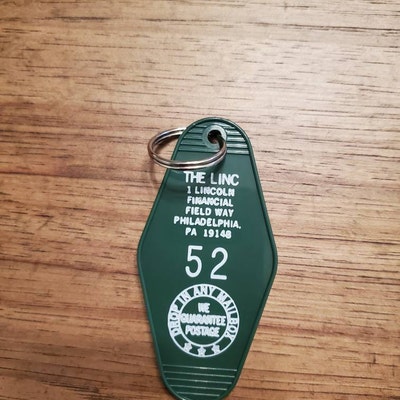 THE LINC
1 LINCOLN
FINANCIAL
FIELD WAY
PHILADELPHIA,
PA 19148
52
DROP IN ANY MAILBOX
WE
GUARANTEE
POSTAGE